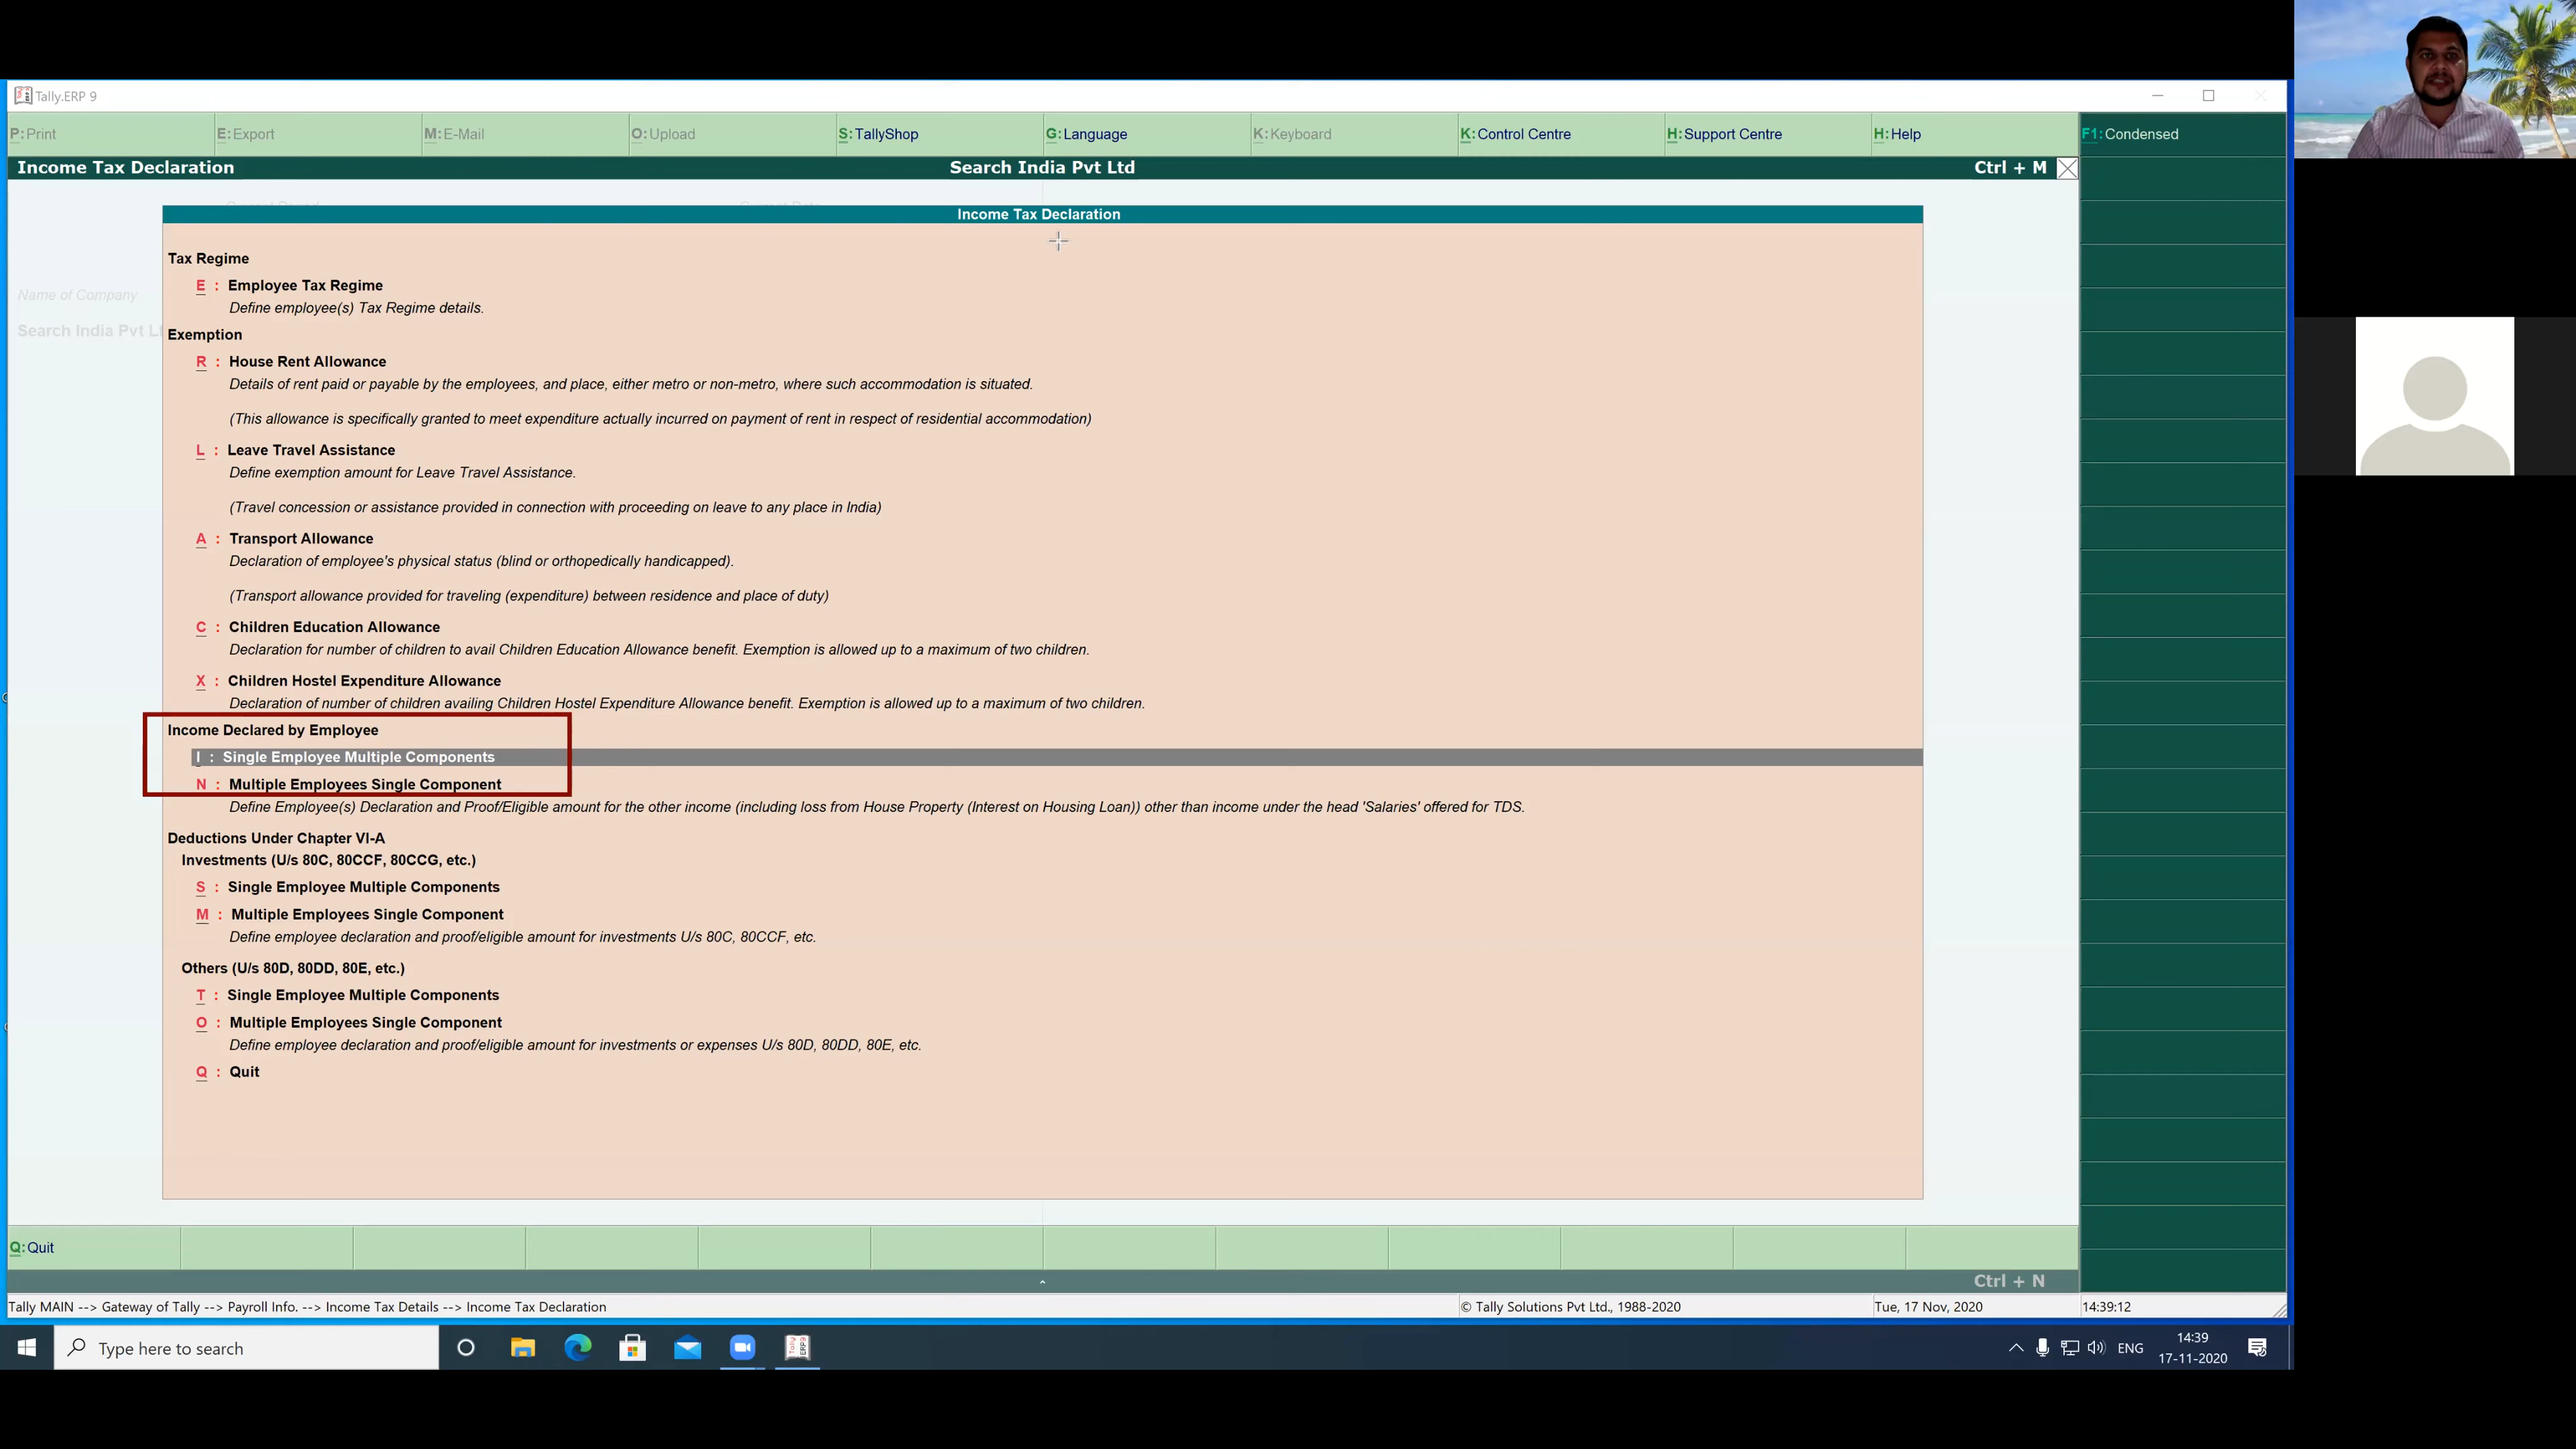 Tally.ERP 9
P: Print E: Export M: E-Mail O: Upload S: TallyShop G: Language K: Keyboard K: Control Centre H: Support Centre H: Help F1: Condensed
Income Tax Declaration Search India Pvt Ltd Ctrl + M
Income Tax Declaration
Tax Regime
E : Employee Tax Regime
Define employee(s) Tax Regime details.
Name of Company
Search India Pvt Lt
Exemption
R : House Rent Allowance
Details of rent paid or payable by the employees, and place, either metro or non-metro, where such accommodation is situated.
(This allowance is specifically granted to meet expenditure actually incurred on payment of rent in respect of residential accommodation)
L : Leave Travel Assistance
Define exemption amount for Leave Travel Assistance.
(Travel concession or assistance provided in connection with proceeding on leave to any place in India)
A : Transport Allowance
Declaration of employee's physical status (blind or orthopedically handicapped).
(Transport allowance provided for traveling (expenditure) between residence and place of duty)
C : Children Education Allowance
Declaration for number of children to avail Children Education Allowance benefit. Exemption is allowed up to a maximum of two children.
X : Children Hostel Expenditure Allowance
Declaration of number of children availing Children Hostel Expenditure Allowance benefit. Exemption is allowed up to a maximum of two children.
Income Declared by Employee
I : Single Employee Multiple Components
N : Multiple Employees Single Component
Define Employee(s) Declaration and Proof/Eligible amount for the other income (including loss from House Property (Interest on Housing Loan)) other than income under the head 'Salaries' offered for TDS.
Deductions Under Chapter VI-A
Investments (U/s 80C, 80CCF, 80CCG, etc.)
S : Single Employee Multiple Components
M : Multiple Employees Single Component
Define employee declaration and proof/eligible amount for investments U/s 80C, 80CCF, etc.
Others (U/s 80D, 80DD, 80E, etc.)
T : Single Employee Multiple Components
O : Multiple Employees Single Component
Define employee declaration and proof/eligible amount for investments or expenses U/s 80D, 80DD, 80E, etc.
Q : Quit
Q: Quit
Ctrl + N
Tally MAIN --> Gateway of Tally --> Payroll Info. --> Income Tax Details --> Income Tax Declaration © Tally Solutions Pvt Ltd., 1988-2020 Tue, 17 Nov, 2020 14:39:12
Type here to search ENG 14:39
17-11-2020